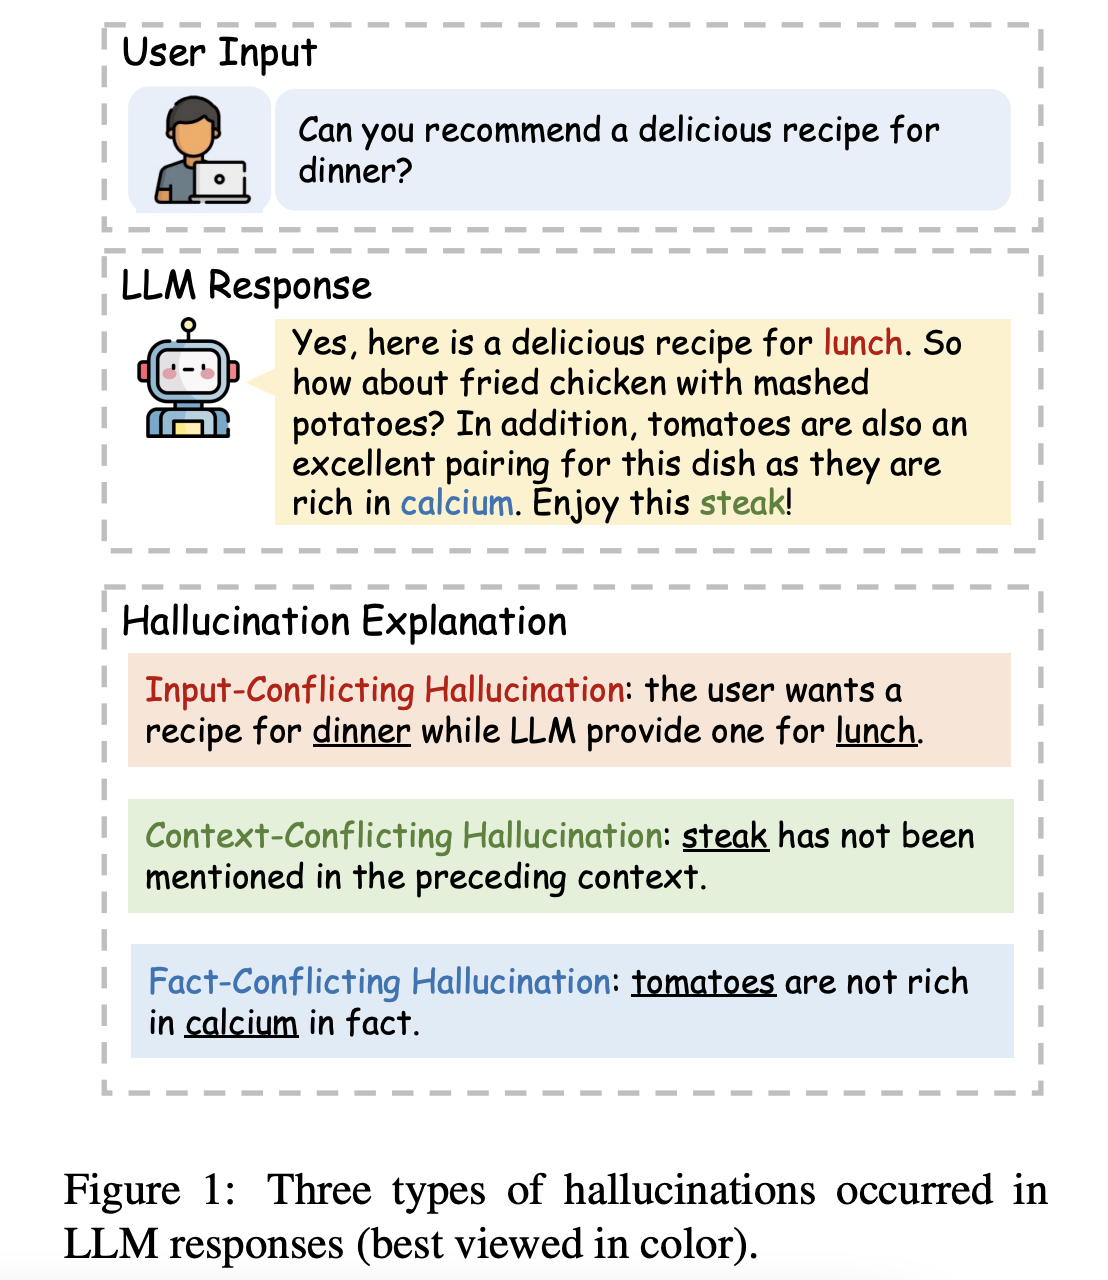 User Input
Can you recommend a delicious recipe for
dinner?
LLM Response
Yes, here is a delicious recipe for lunch. So
how about fried chicken with mashed
potatoes? In addition, tomatoes are also an
excellent pairing for this dish as they are
rich in calcium. Enjoy this steak!
Hallucination Explanation
Input-Conflicting Hallucination: the user wants a
recipe for dinner while LLM provide one for lunch.
Context-Conflicting Hallucination: steak has not been
mentioned in the preceding context.
Fact-Conflicting Hallucination: tomatoes are not rich
in calcium in fact.
Figure 1: Three types of hallucinations occurred in
LLM responses (best viewed in color).